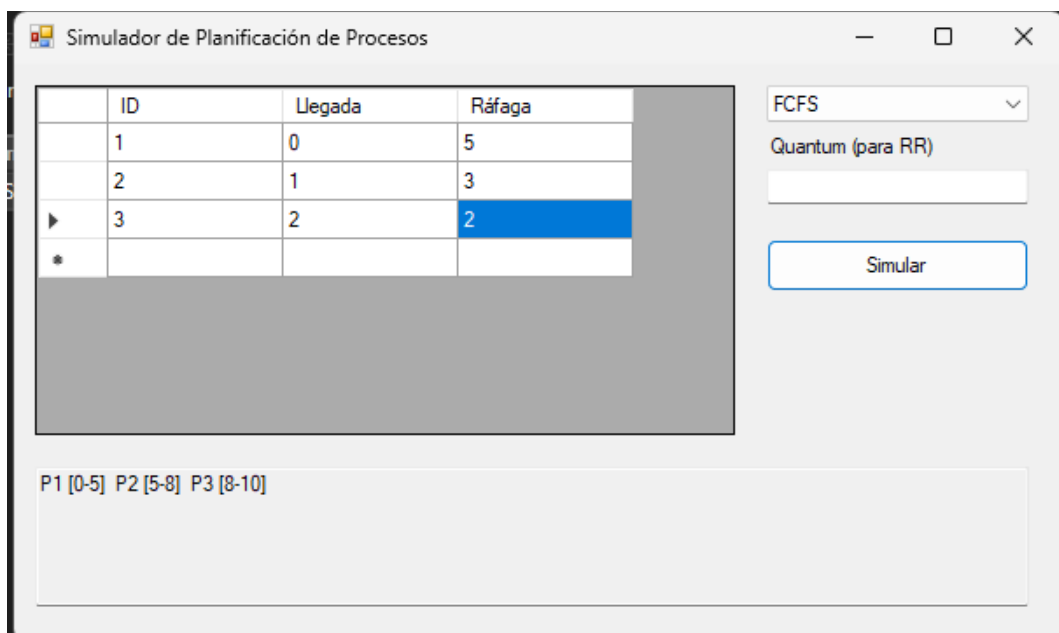 Simulador de Planificación de Procesos
ID Llegada Ráfaga
1 0 5
2 1 3
3 2 2
FCFS
Quantum (para RR)
Simular
P1 [0-5] P2 [5-8] P3 [8-10]